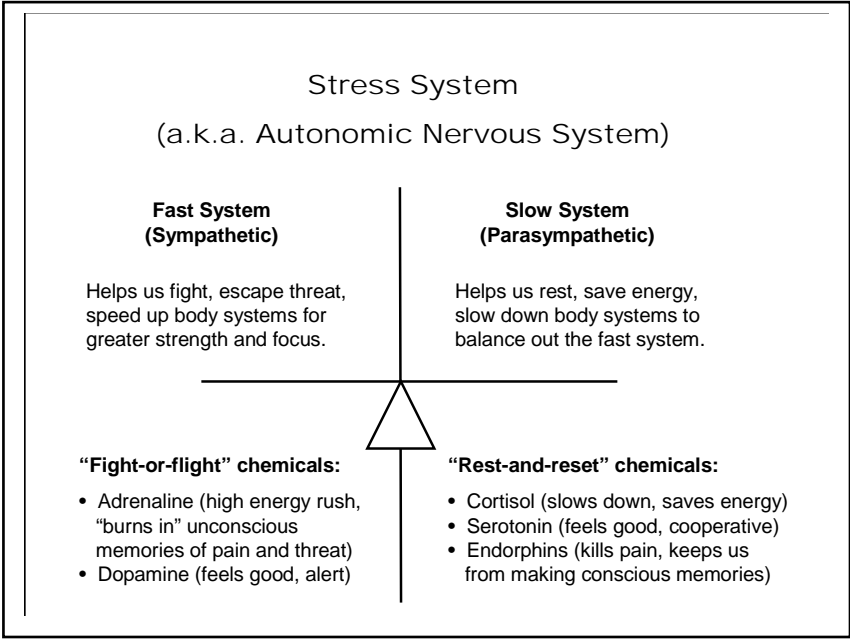 Stress System
(a.k.a. Autonomic Nervous System)
Fast System
(Sympathetic)
Helps us fight, escape threat,
speed up body systems for
greater strength and focus.
Slow System
(Parasympathetic)
Helps us rest, save energy,
slow down body systems to
balance out the fast system.
“Fight-or-flight” chemicals:
• Adrenaline (high energy rush,
“burns in” unconscious
memories of pain and threat)
• Dopamine (feels good, alert)
“Rest-and-reset” chemicals:
• Cortisol (slows down, saves energy)
• Serotonin (feels good, cooperative)
• Endorphins (kills pain, keeps us
from making conscious memories)